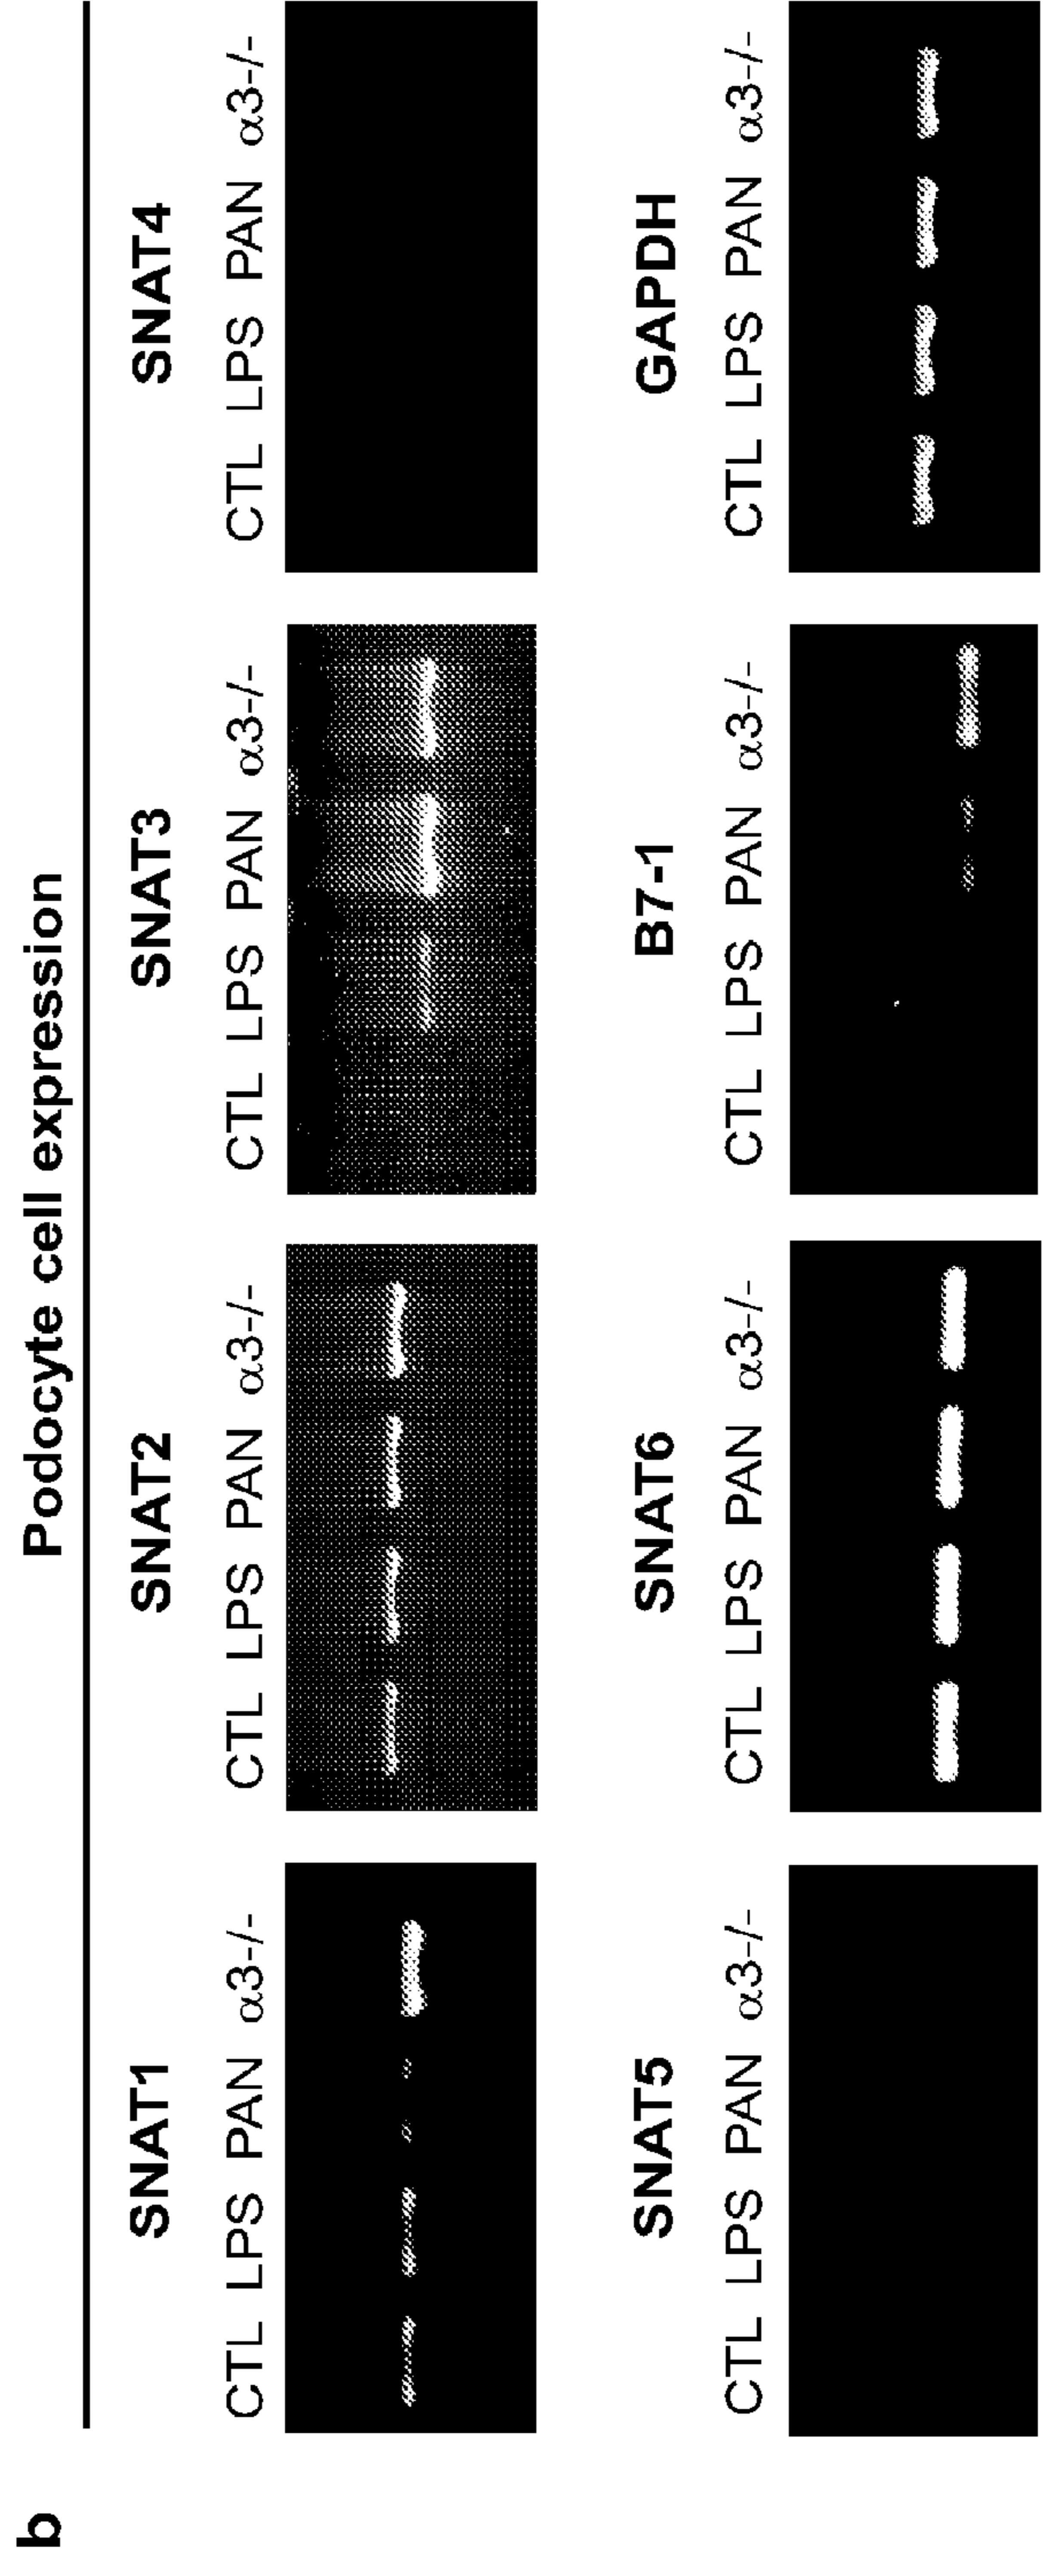 b
Podocyte cell expression
SNAT1 SNAT2 SNAT3 SNAT4
CTL LPS PAN α3-/- CTL LPS PAN α3-/- CTL LPS PAN α3-/- CTL LPS PAN α3-/-
SNAT5 SNAT6 B7-1 GAPDH
CTL LPS PAN α3-/- CTL LPS PAN α3-/- CTL LPS PAN α3-/- CTL LPS PAN α3-/-